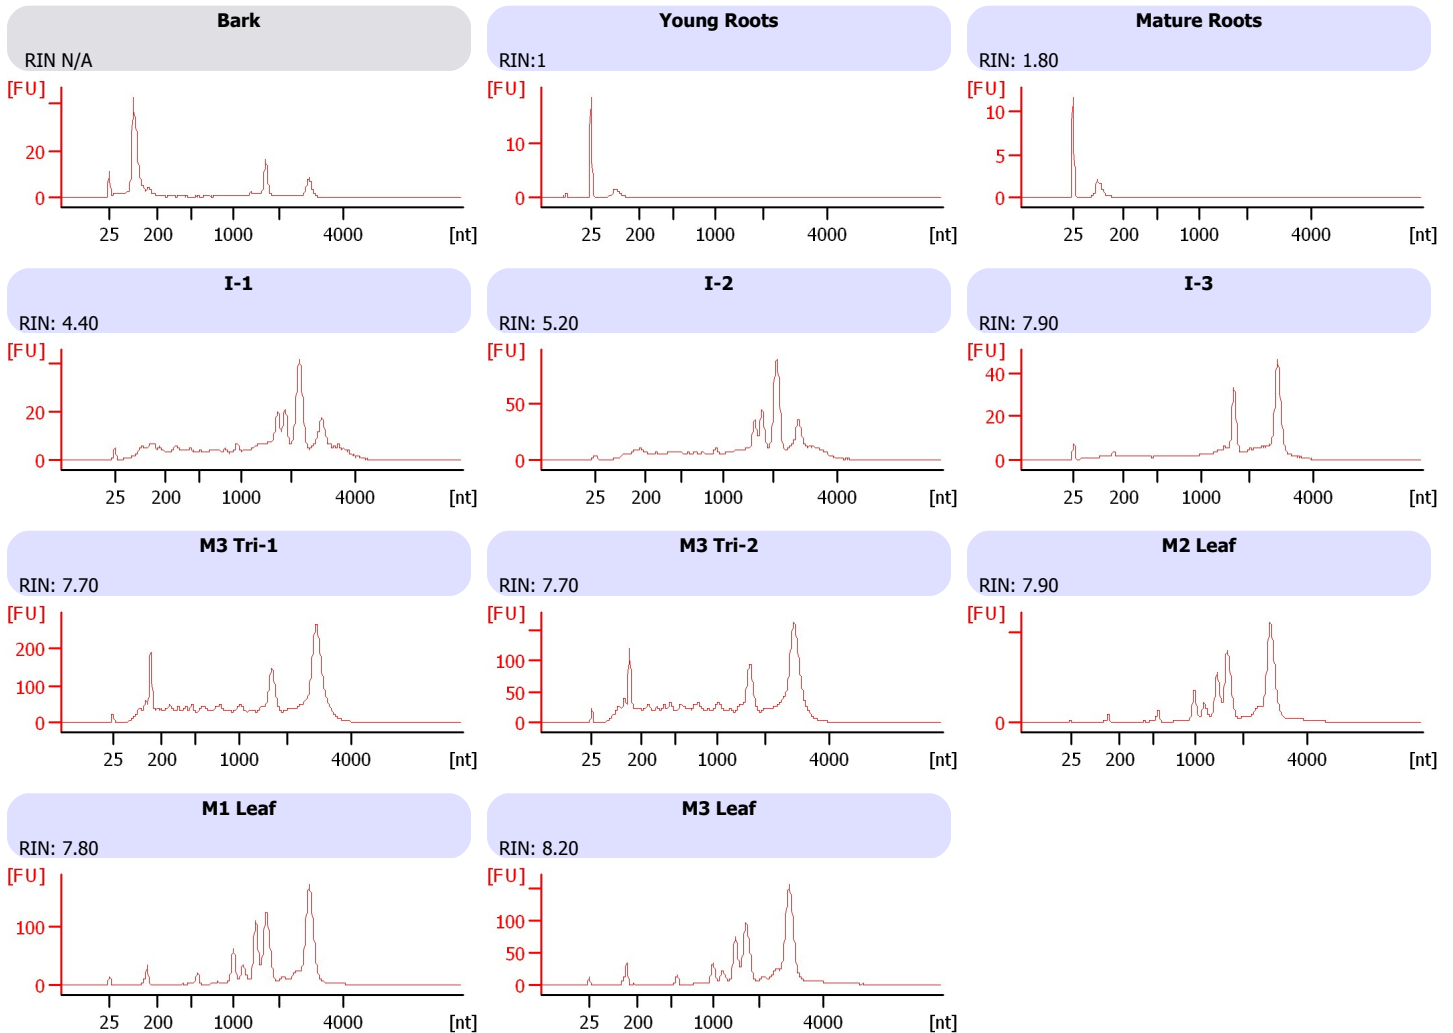 Bark
RIN N/A
[FU]
20
0
25 200 1000 4000 [nt]
Young Roots
RIN:1
[FU]
10
0
25 200 1000 4000 [nt]
Mature Roots
RIN: 1.80
[FU]
10
5
0
25 200 1000 4000 [nt]
I-1
RIN: 4.40
[FU]
20
0
25 200 1000 4000 [nt]
I-2
RIN: 5.20
[FU]
50
0
25 200 1000 4000 [nt]
I-3
RIN: 7.90
[FU]
40
20
0
25 200 1000 4000 [nt]
M3 Tri-1
RIN: 7.70
[FU]
200
100
0
25 200 1000 4000 [nt]
M3 Tri-2
RIN: 7.70
[FU]
100
50
0
25 200 1000 4000 [nt]
M2 Leaf
RIN: 7.90
[FU]
0
25 200 1000 4000 [nt]
M1 Leaf
RIN: 7.80
[FU]
100
0
25 200 1000 4000 [nt]
M3 Leaf
RIN: 8.20
[FU]
100
50
0
25 200 1000 4000 [nt]